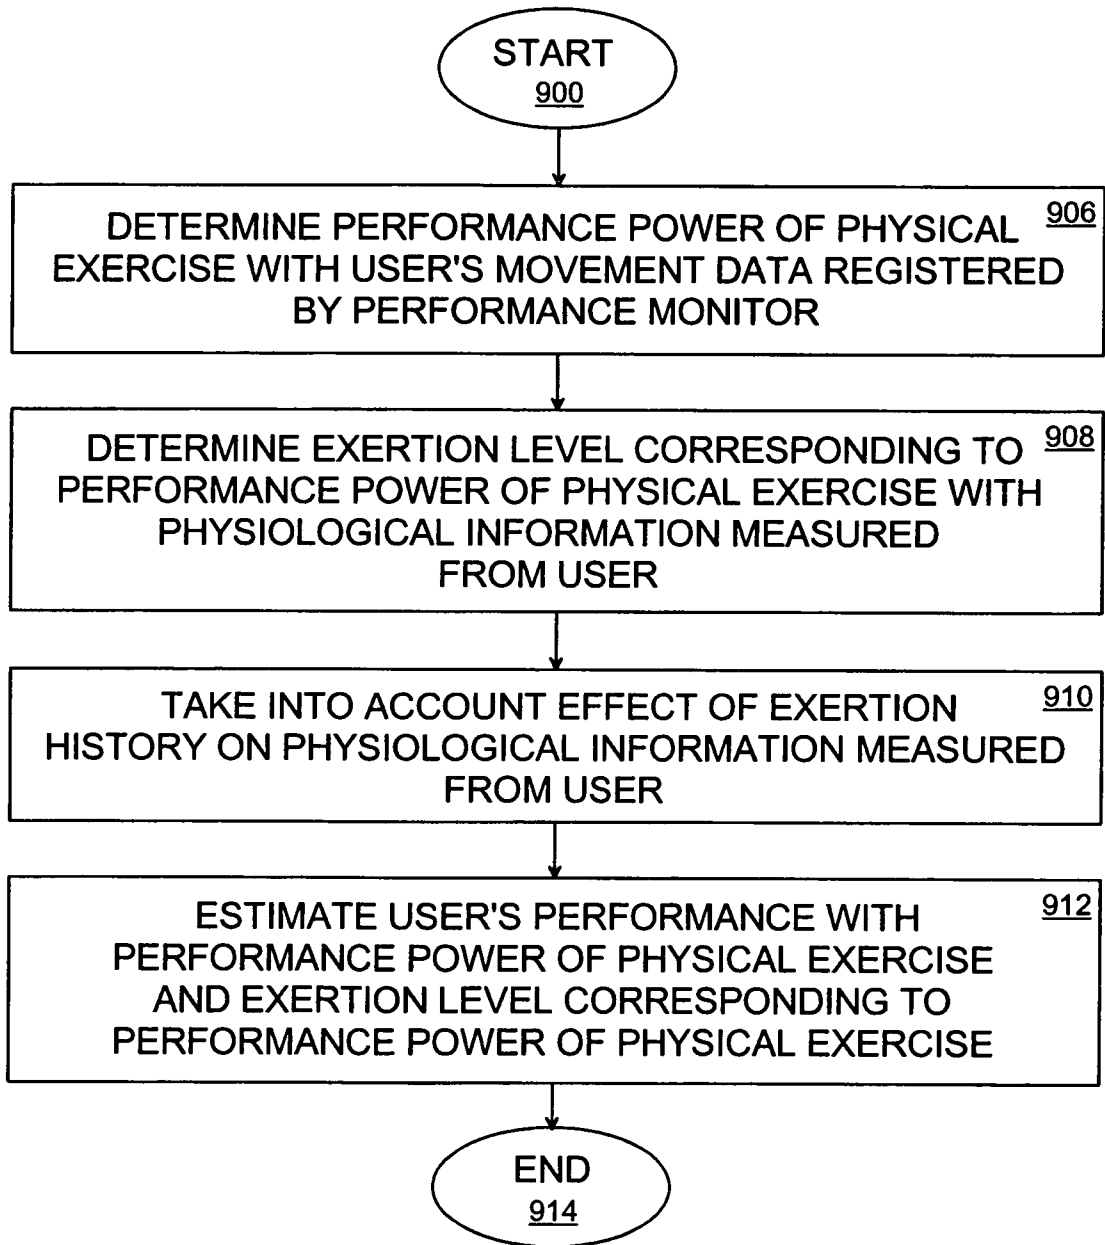 START
900
906
DETERMINE PERFORMANCE POWER OF PHYSICAL
EXERCISE WITH USER'S MOVEMENT DATA REGISTERED
BY PERFORMANCE MONITOR
908
DETERMINE EXERTION LEVEL CORRESPONDING TO
PERFORMANCE POWER OF PHYSICAL EXERCISE WITH
PHYSIOLOGICAL INFORMATION MEASURED
FROM USER
910
TAKE INTO ACCOUNT EFFECT OF EXERTION
HISTORY ON PHYSIOLOGICAL INFORMATION MEASURED
FROM USER
912
ESTIMATE USER'S PERFORMANCE WITH
PERFORMANCE POWER OF PHYSICAL EXERCISE
AND EXERTION LEVEL CORRESPONDING TO
PERFORMANCE POWER OF PHYSICAL EXERCISE
END
914